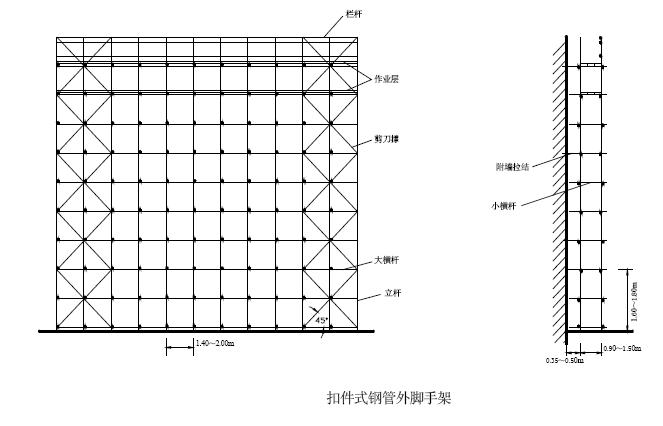 栏杆
作业层
剪刀撑
附墙拉结
小横杆
大横杆
立杆
45°
1.60～1.80m
1.40～2.00m
0.90～1.50m
0.35～0.50m
扣件式钢管外脚手架